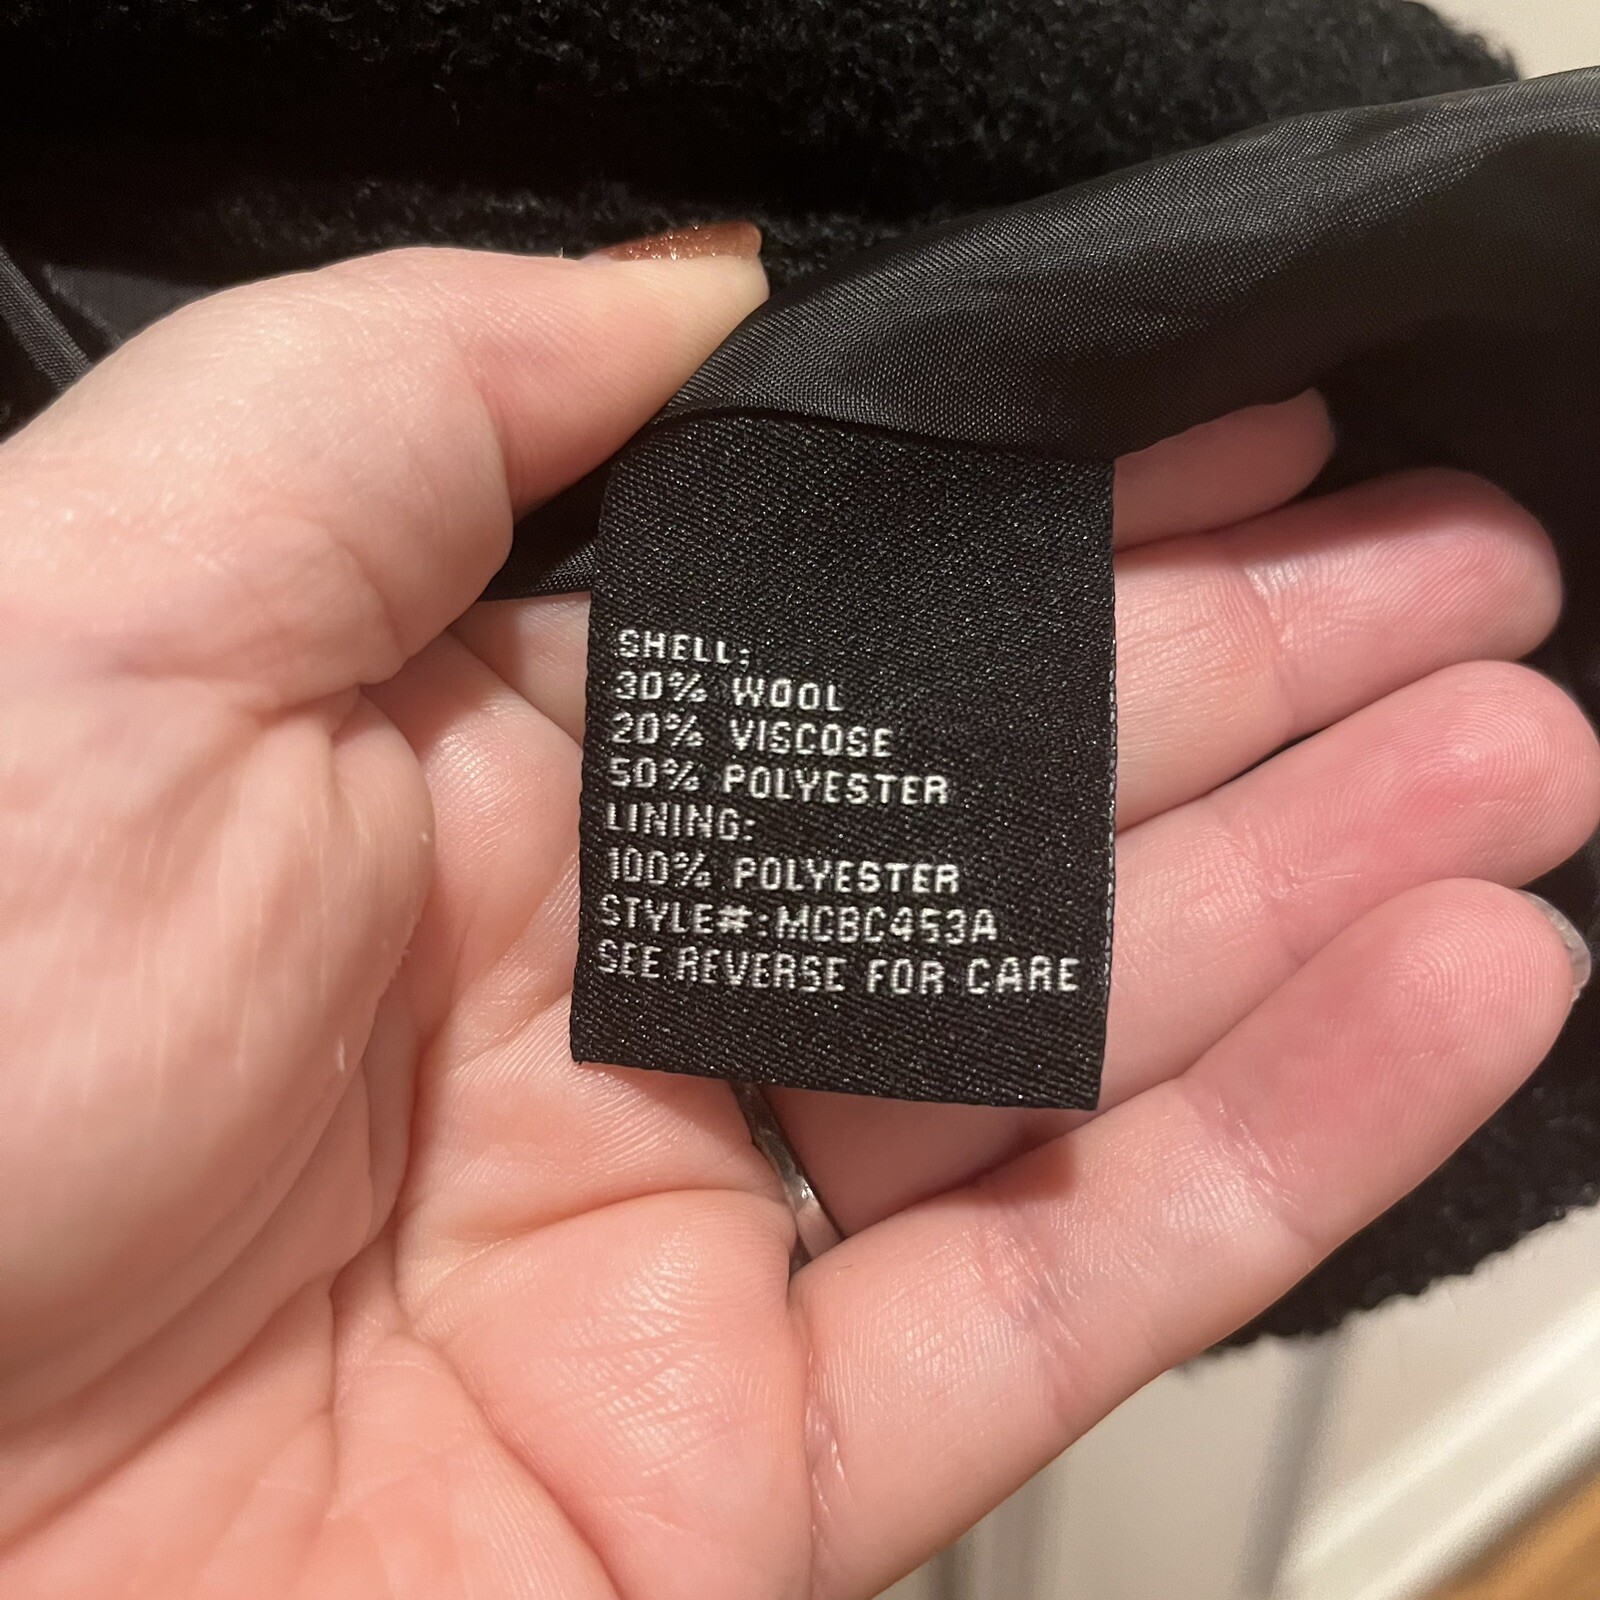 SHELL:
30% WOOL
20% VISCOSE
50% POLYESTER
LINING:
100% POLYESTER
STYLE#:MCBC453A
SEE REVERSE FOR CARE